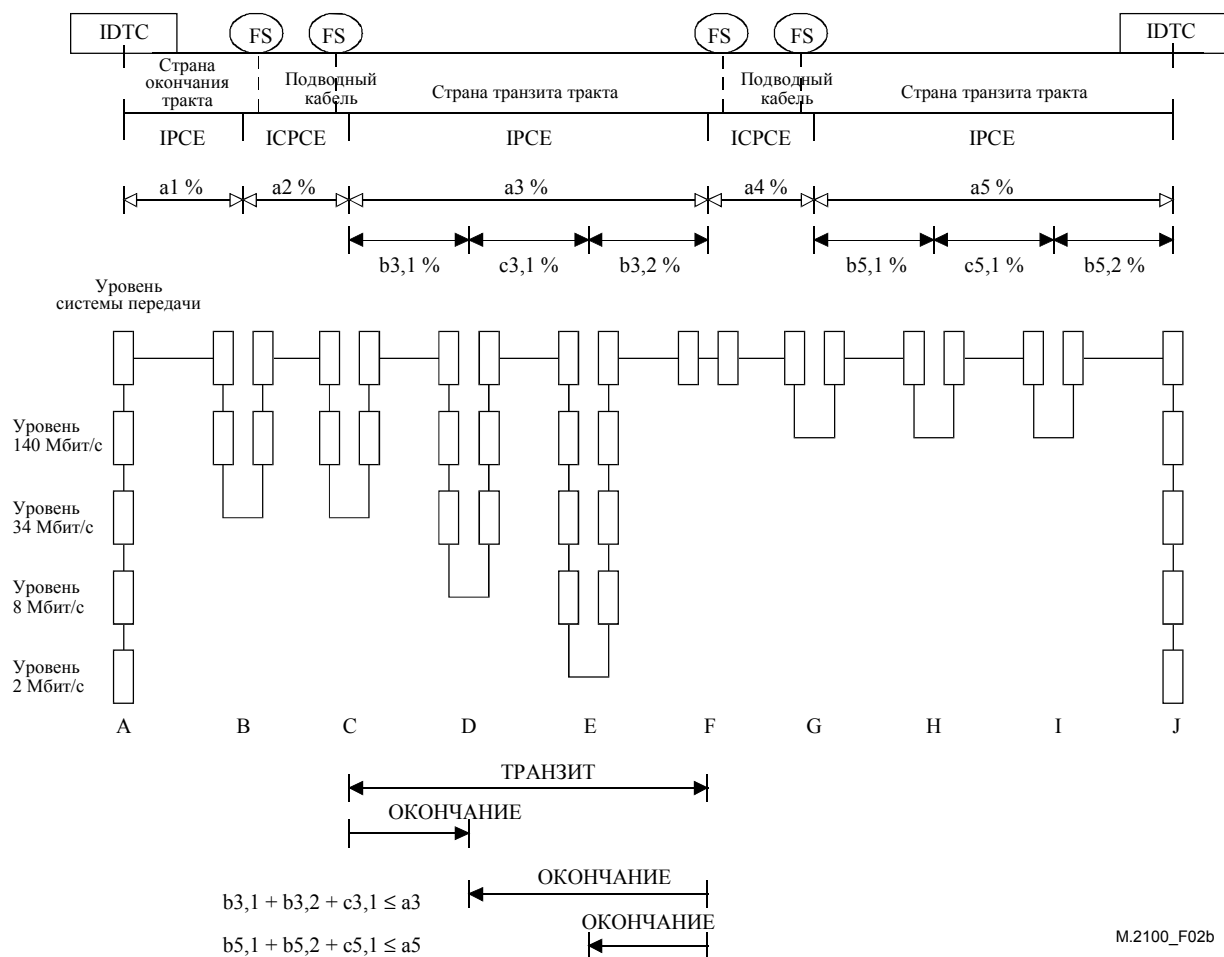 IDTC FS FS FS FS IDTC
Страна
окончания
тракта
Подводный
кабель
Страна транзита тракта
Подводный
кабель
Страна транзита тракта
IPCE ICPCE IPCE ICPCE IPCE
a1 % a2 % a3 % a4 % a5 %
b3,1 % c3,1 % b3,2 % b5,1 % c5,1 % b5,2 %
Уровень
системы передачи
Уровень
140 Мбит/с
Уровень
34 Мбит/с
Уровень
8 Мбит/с
Уровень
2 Мбит/с
A B C D E F G H I J
ТРАНЗИТ
ОКОНЧАНИЕ
ОКОНЧАНИЕ
b3,1 + b3,2 + c3,1 ≤ a3
ОКОНЧАНИЕ
b5,1 + b5,2 + c5,1 ≤ a5
M.2100_F02b